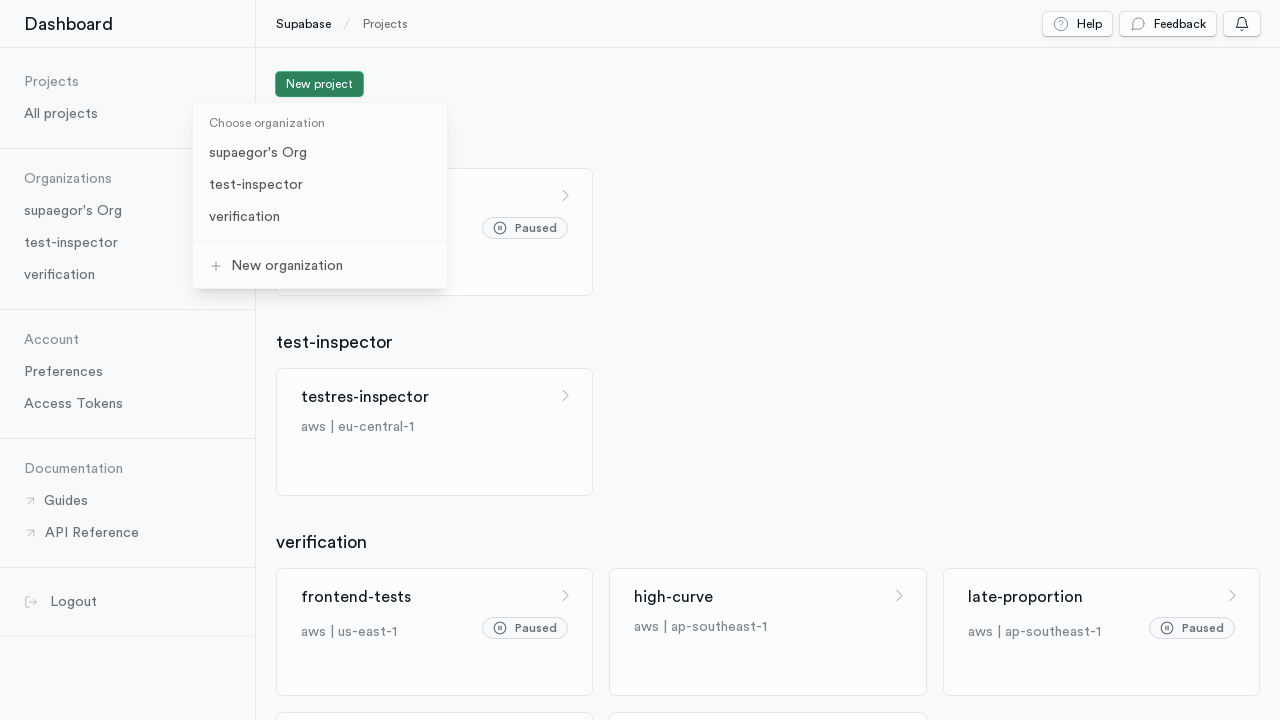 Dashboard
Supabase / Projects
Help
Feedback
Projects
All projects
Organizations
supaegor's Org
test-inspector
verification
Account
Preferences
Access Tokens
Documentation
Guides
API Reference
Logout
New project
Choose organization
supaegor's Org
test-inspector
verification
New organization
Paused
test-inspector
testres-inspector
aws | eu-central-1
verification
frontend-tests
aws | us-east-1
Paused
high-curve
aws | ap-southeast-1
late-proportion
aws | ap-southeast-1
Paused